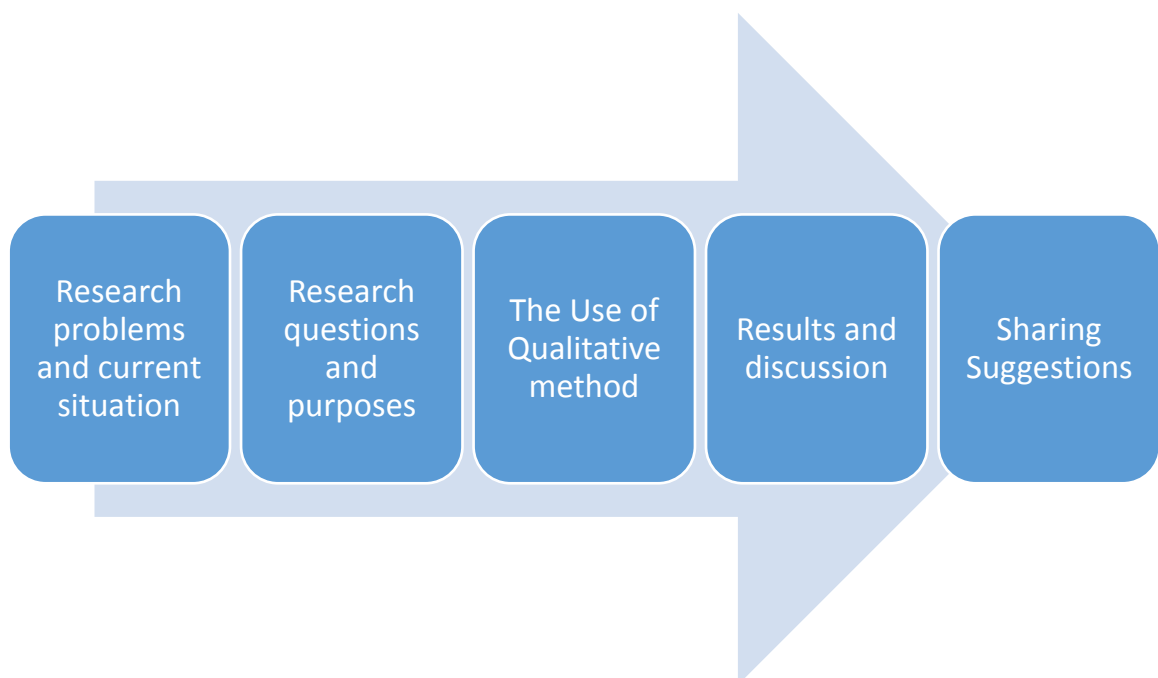 Research
problems
and current
situation
Research
questions
and
purposes
The Use of
Qualitative
method
Results and
discussion
Sharing
Suggestions